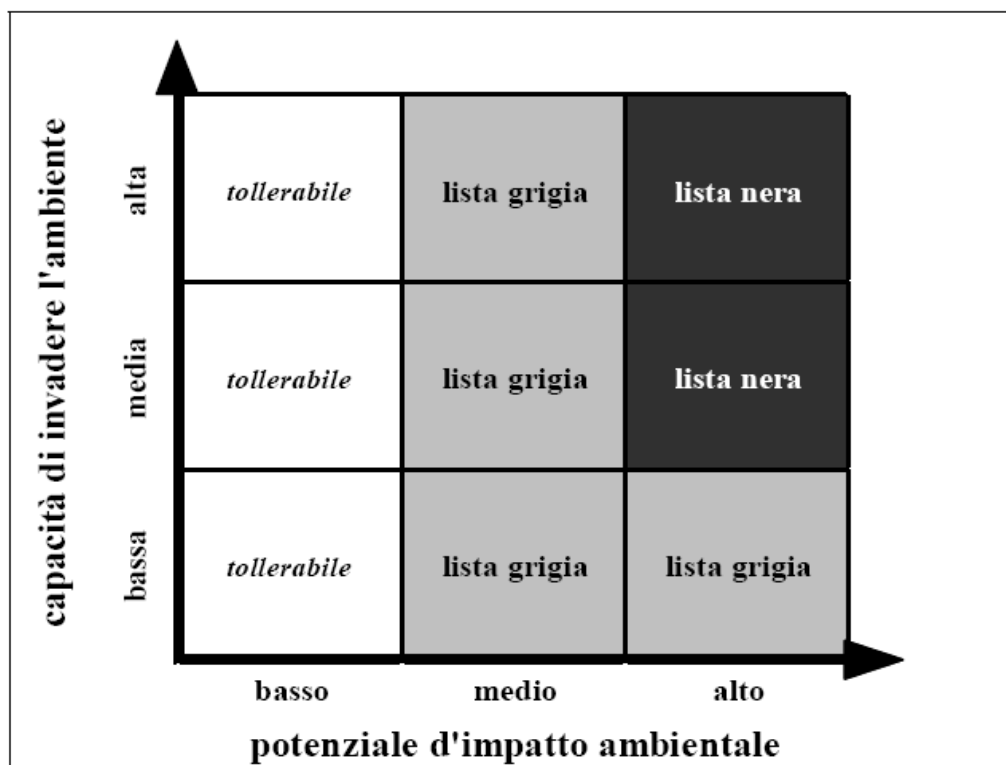 capacità di invadere l'ambiente
alta
tollerabile
lista grigia
lista nera
media
tollerabile
lista grigia
lista nera
bassa
tollerabile
lista grigia
lista grigia
basso
medio
alto
potenziale d'impatto ambientale